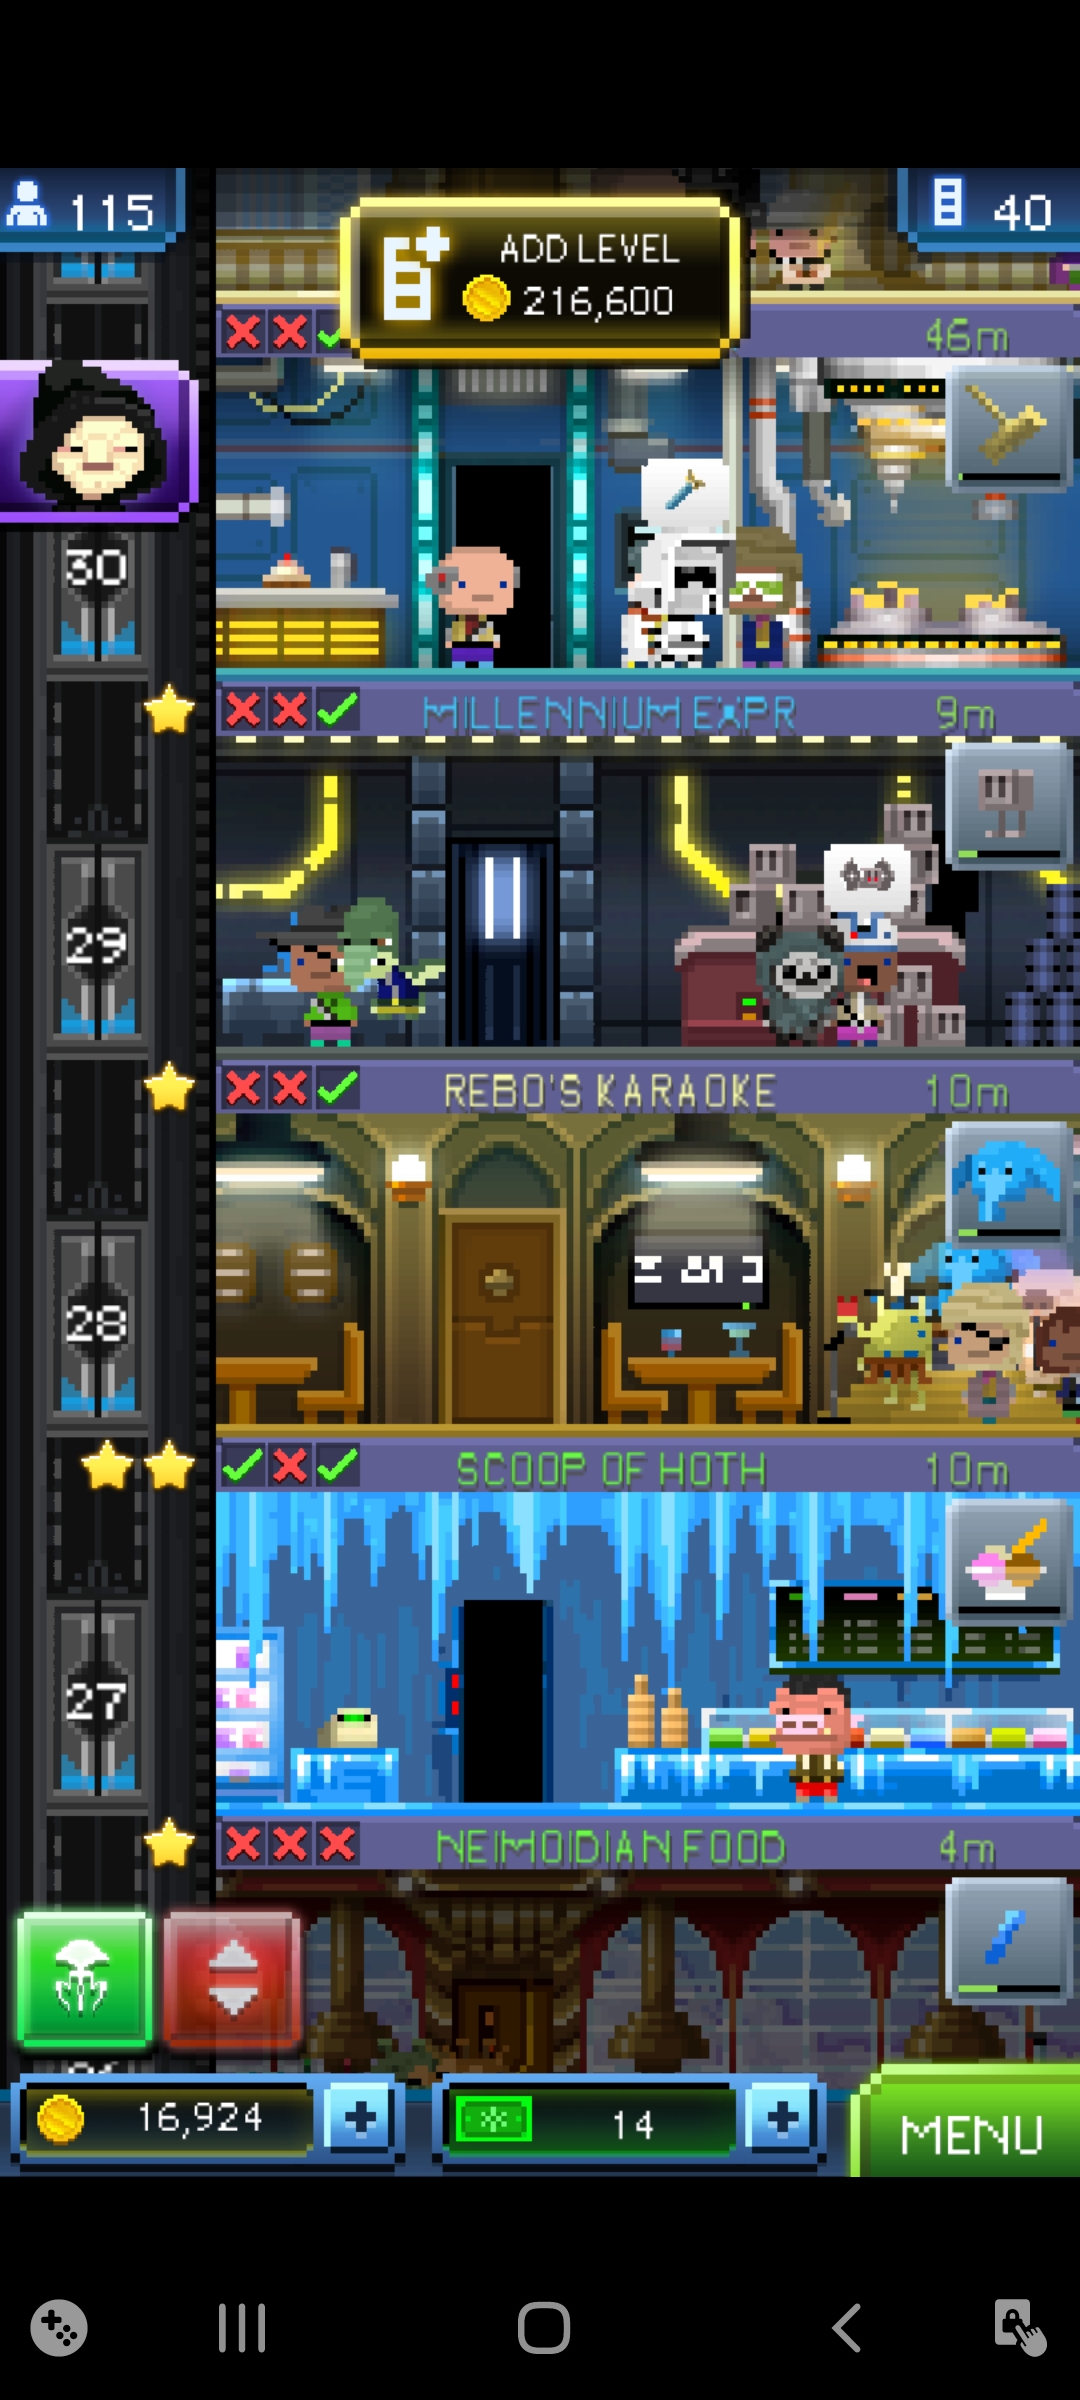 115
40
ADD LEVEL
216,600
46m
30
MILLENNIUM EXPR
9m
29
REBO'S KARAOKE
10m
28
SCOOP OF HOTH
10m
27
NEIMOIDIAN FOOD
4m
16,924
14
MENU